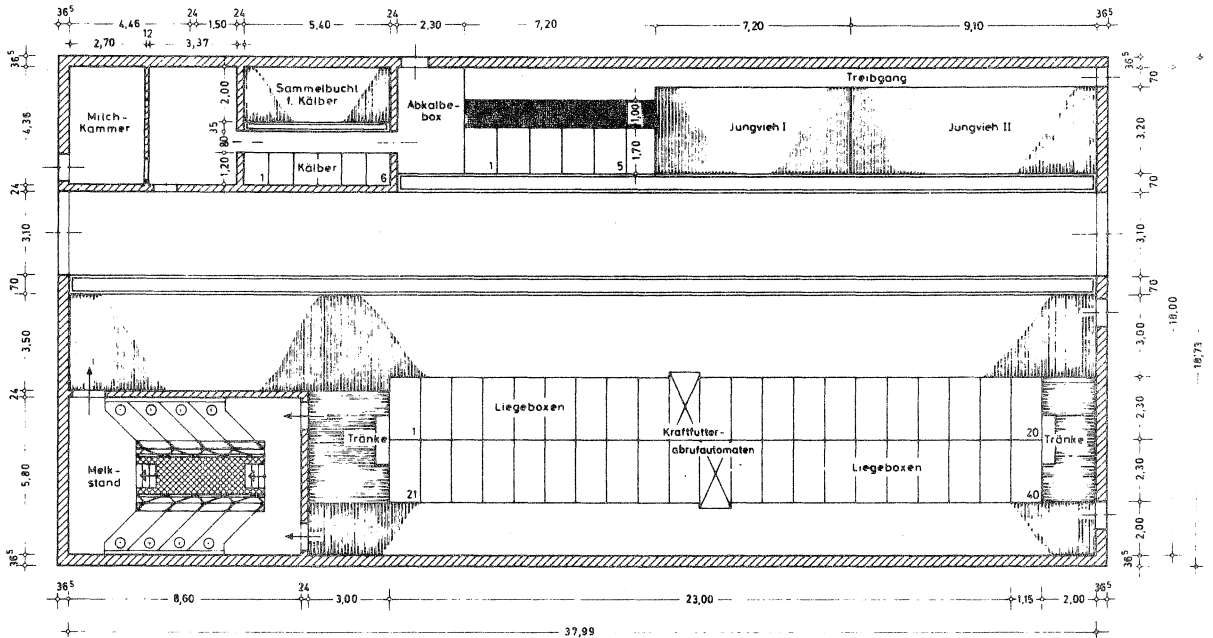 36⁵ 4,46 24 1,50 5,40 24 2,30 7,20 7,20 9,10 36⁵
2,70 12 3,37
36⁵ 4,36 24 3,10 70 3,50 24 5,80 36⁵
Milch-
Kammer
2,00 35 80 1,20
Sammelbucht
f. Kälber
Kälber
1 6
Abkalbe-
box
1,00
1,70
1 5
Treibgang
Jungvieh I
Jungvieh II
36⁵ 70 3,20 70 3,10 70 3,00 2,30 2,30 2,00 36⁵
18,00
18,73
Liegeboxen
1 20
Tränke
Kraftfutter-
abrufautomaten
Tränke
Melk-
stand
Liegeboxen
21 40
36⁵ 8,60 24 3,00 23,00 1,15 2,00 36⁵
37,99